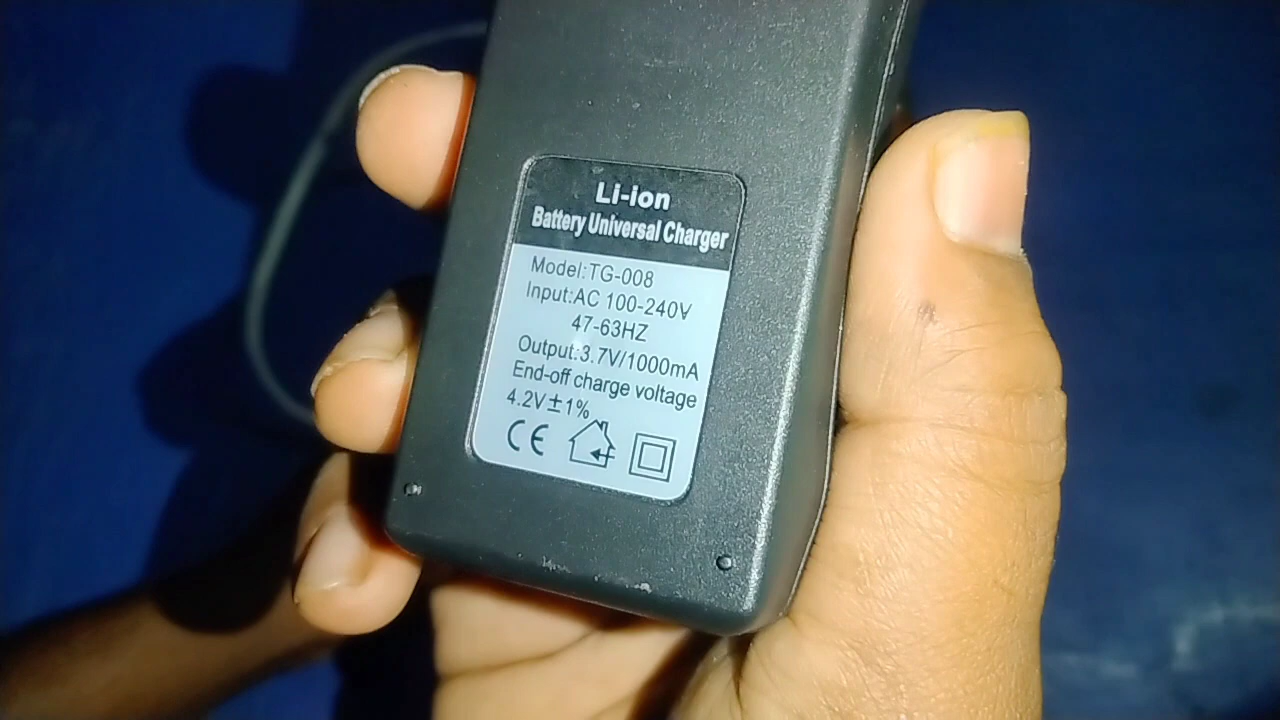 Li-ion
Battery Universal Charger
Model:TG-008
Input:AC 100-240V
47-63HZ
Output:3.7V/1000mA
End-off charge voltage
4.2V±1%
CE